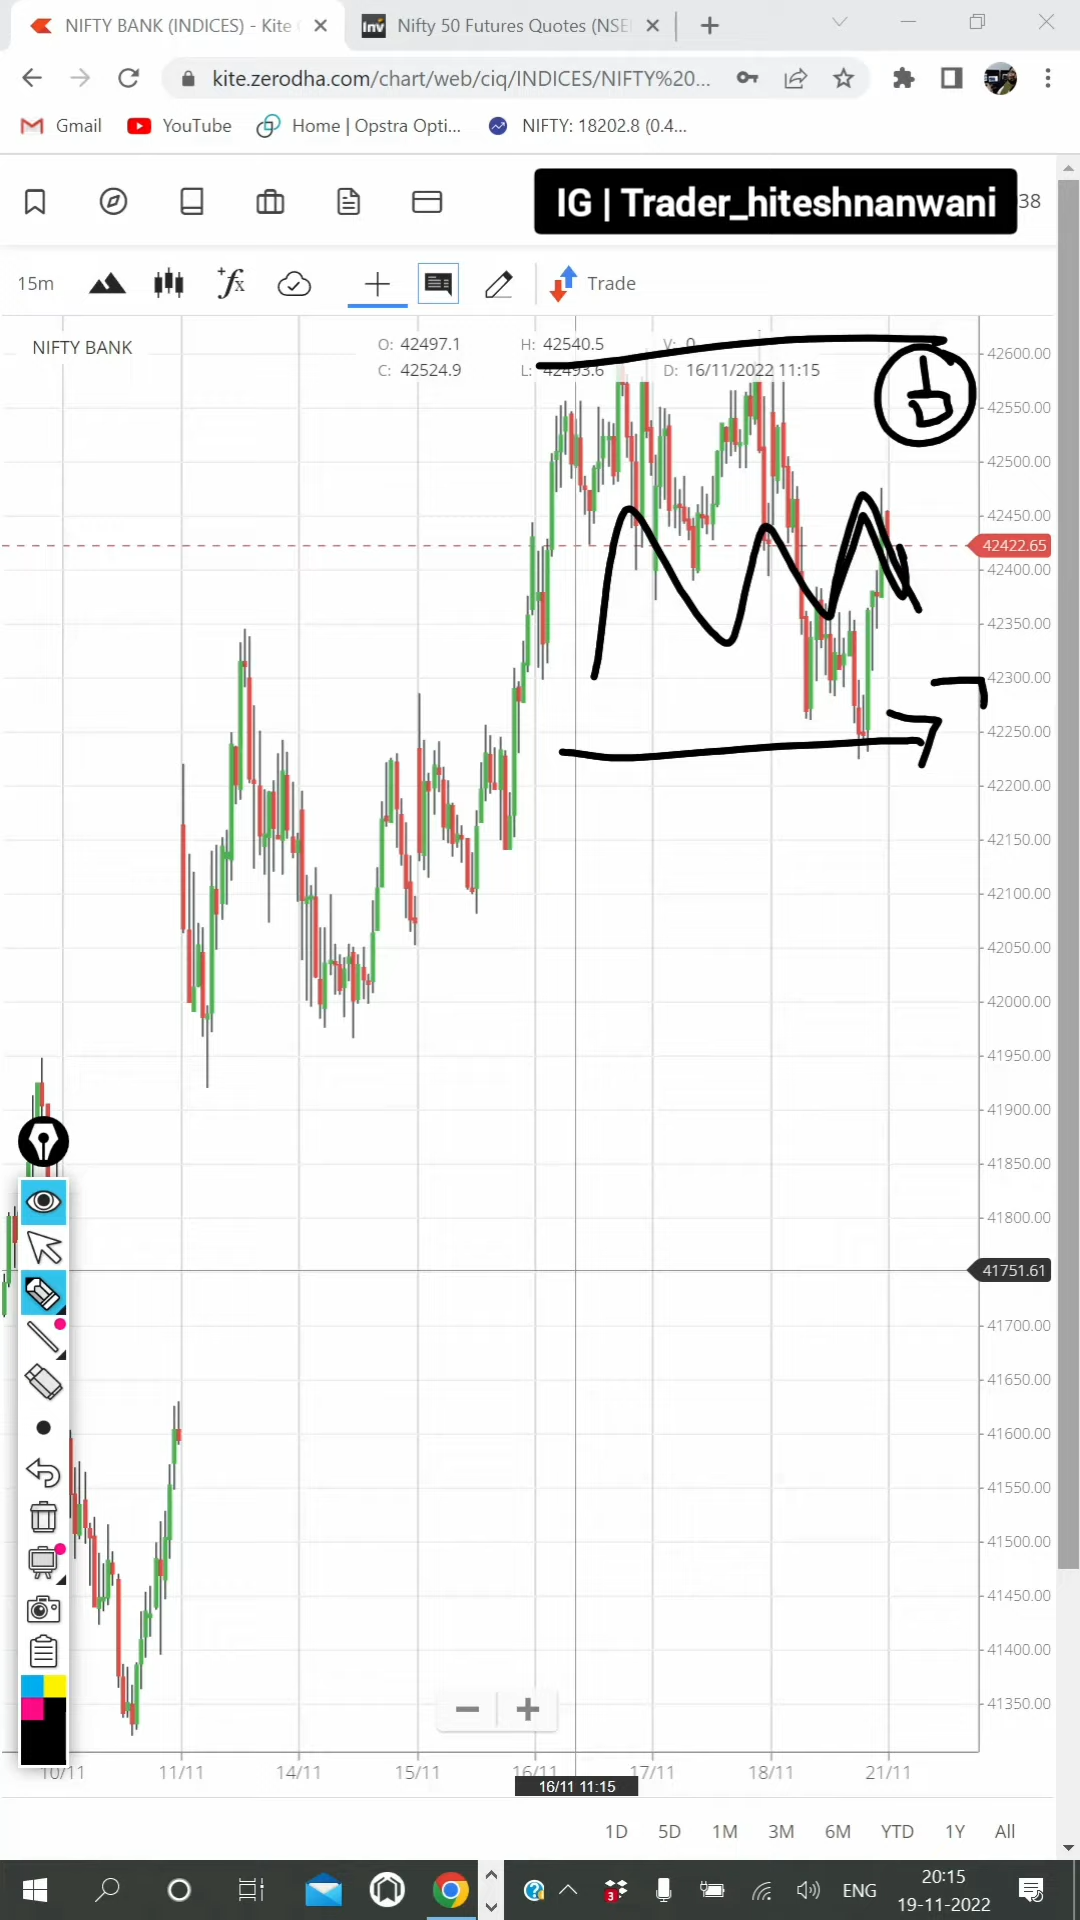 NIFTY BANK (INDICES) - Kite
Nifty 50 Futures Quotes (NSE
kite.zerodha.com/chart/web/ciq/INDICES/NIFTY%20...
Gmail
YouTube
Home | Opstra Opti...
NIFTY: 18202.8 (0.4...
IG | Trader_hiteshnanwani
38
15m
Trade
NIFTY BANK
O: 42497.1 H: 42540.5 V: 0
C: 42524.9 L: 42493.6 D: 16/11/2022 11:15
42600.00
42550.00
42500.00
42450.00
42422.65
42400.00
42350.00
42300.00
42250.00
42200.00
42150.00
42100.00
42050.00
42000.00
41950.00
41900.00
41850.00
41800.00
41751.61
41700.00
41650.00
41600.00
41550.00
41500.00
41450.00
41400.00
41350.00
10/11 11/11 14/11 15/11 16/11 17/11 18/11 21/11
16/11 11:15
1D 5D 1M 3M 6M YTD 1Y All
3
ENG
20:15
19-11-2022